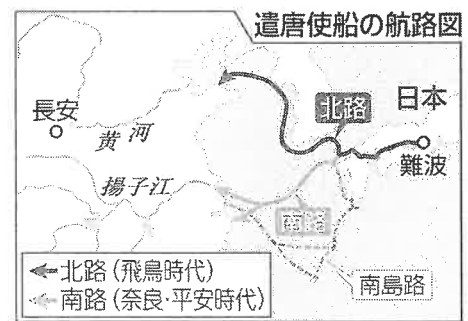 遣唐使船の航路図
日本
北路
長安
黄河
難波
揚子江
南路
南島路
北路(飛鳥時代)
南路(奈良·平安時代)